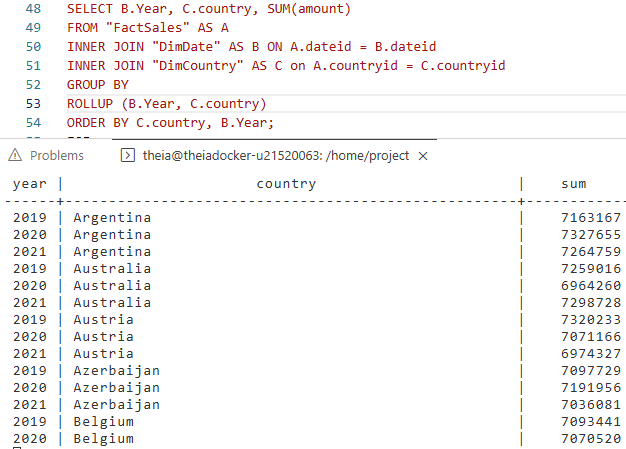 48 SELECT B.Year, C.country, SUM(amount)
49 FROM "FactSales" AS A
50 INNER JOIN "DimDate" AS B ON A.dateid = B.dateid
51 INNER JOIN "DimCountry" AS C on A.countryid = C.countryid
52 GROUP BY
53 ROLLUP (B.Year, C.country)
54 ORDER BY C.country, B.Year;
Problems theia@theiadocker-u21520063: /home/project
year | country | sum
2019 | Argentina | 7163167
2020 | Argentina | 7327655
2021 | Argentina | 7264759
2019 | Australia | 7259016
2020 | Australia | 6964260
2021 | Australia | 7298728
2019 | Austria | 7320233
2020 | Austria | 7071166
2021 | Austria | 6974327
2019 | Azerbaijan | 7097729
2020 | Azerbaijan | 7191956
2021 | Azerbaijan | 7036081
2019 | Belgium | 7093441
2020 | Belgium | 7070520